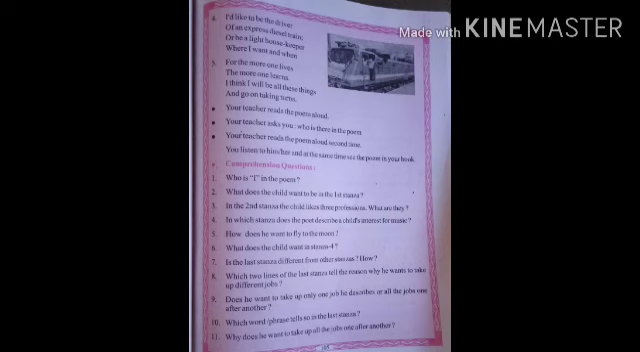 Made with KINEMASTER
4. I'd like to be the driver
Of an express diesel train;
Or be a light house-keeper
Where I want and when
5. For the more one lives
The more one learns.
I think I will be all these things
And go on taking turns.
• Your teacher reads the poem aloud.
• Your teacher asks you : who is there in the poem
• Your teacher reads the poem aloud second time.
You listen to him/her and at the same time see the poem in your book
Comprehension Questions :
1. Who is "I" in the poem ?
2. What does the child want to be in the 1st stanza ?
3. In the 2nd stanza the child likes three professions. What are they ?
4. In which stanza does the poet describe a child's interest for music ?
5. How does he want to fly to the moon ?
6. What does the child want in stanza-4 ?
7. Is the last stanza different from other stanzas ? How ?
8. Which two lines of the last stanza tell the reason why he wants to take
up different jobs ?
9. Does he want to take up only one job he describes or all the jobs one
after another ?
10. Which word /phrase tells so in the last stanza ?
11. Why does he want to take up all the jobs one after another ?